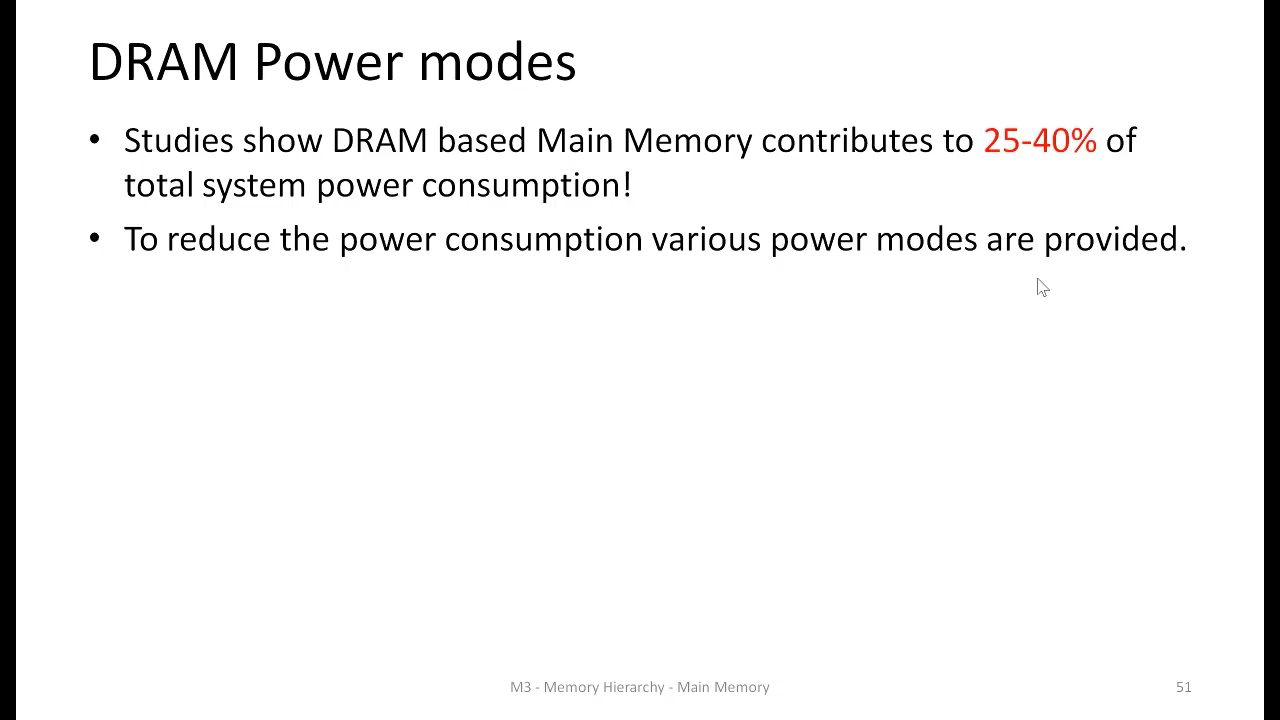 DRAM Power modes
• Studies show DRAM based Main Memory contributes to 25-40% of
total system power consumption!
• To reduce the power consumption various power modes are provided.
M3 - Memory Hierarchy - Main Memory
51